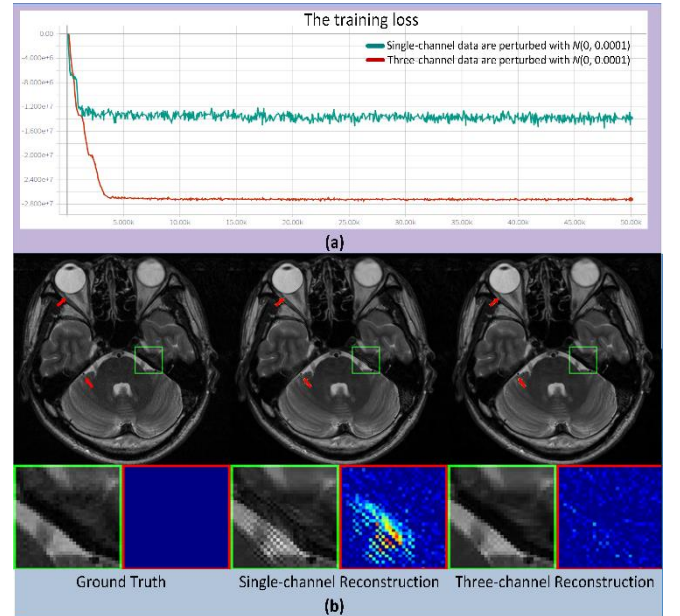 The training loss
Single-channel data are perturbed with N(0, 0.0001)
Three-channel data are perturbed with N(0, 0.0001)
0.00
-4.000e+6
-8.000e+6
-1.200e+7
-1.600e+7
-2.000e+7
-2.400e+7
-2.800e+7
5.000k 10.00k 15.00k 20.00k 25.00k 30.00k 35.00k 40.00k 45.00k 50.00k
(a)
Ground Truth Single-channel Reconstruction Three-channel Reconstruction
(b)